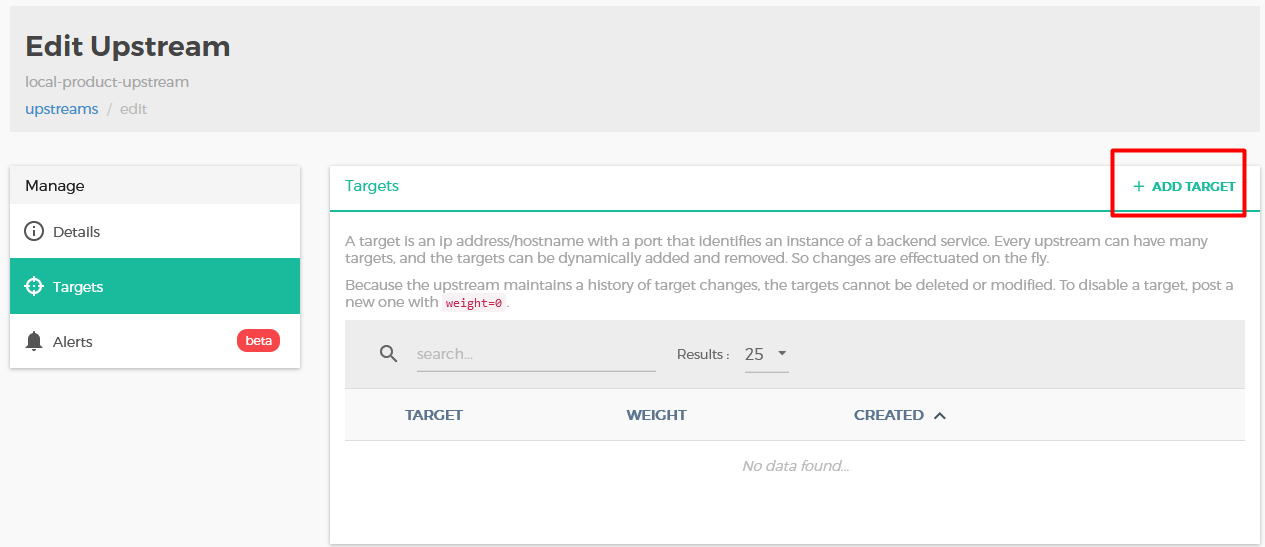 Edit Upstream
local-product-upstream
upstreams / edit
Manage
Details
Targets
Alerts beta
Targets
+ ADD TARGET
A target is an ip address/hostname with a port that identifies an instance of a backend service. Every upstream can have many
targets, and the targets can be dynamically added and removed. So changes are effectuated on the fly.
Because the upstream maintains a history of target changes, the targets cannot be deleted or modified. To disable a target, post a
new one with weight=0.
search...
Results : 25
TARGET WEIGHT CREATED
No data found...